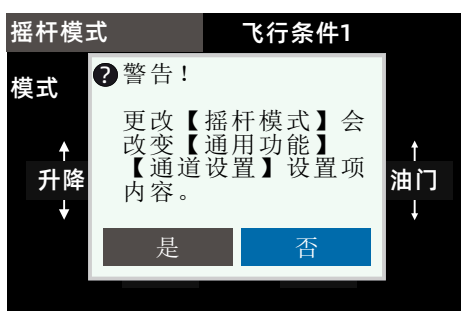 摇杆模式 飞行条件1
模式
?警告!
更改【摇杆模式】会
改变【通用功能】
【通道设置】设置项
内容。
升降 油门
是 否